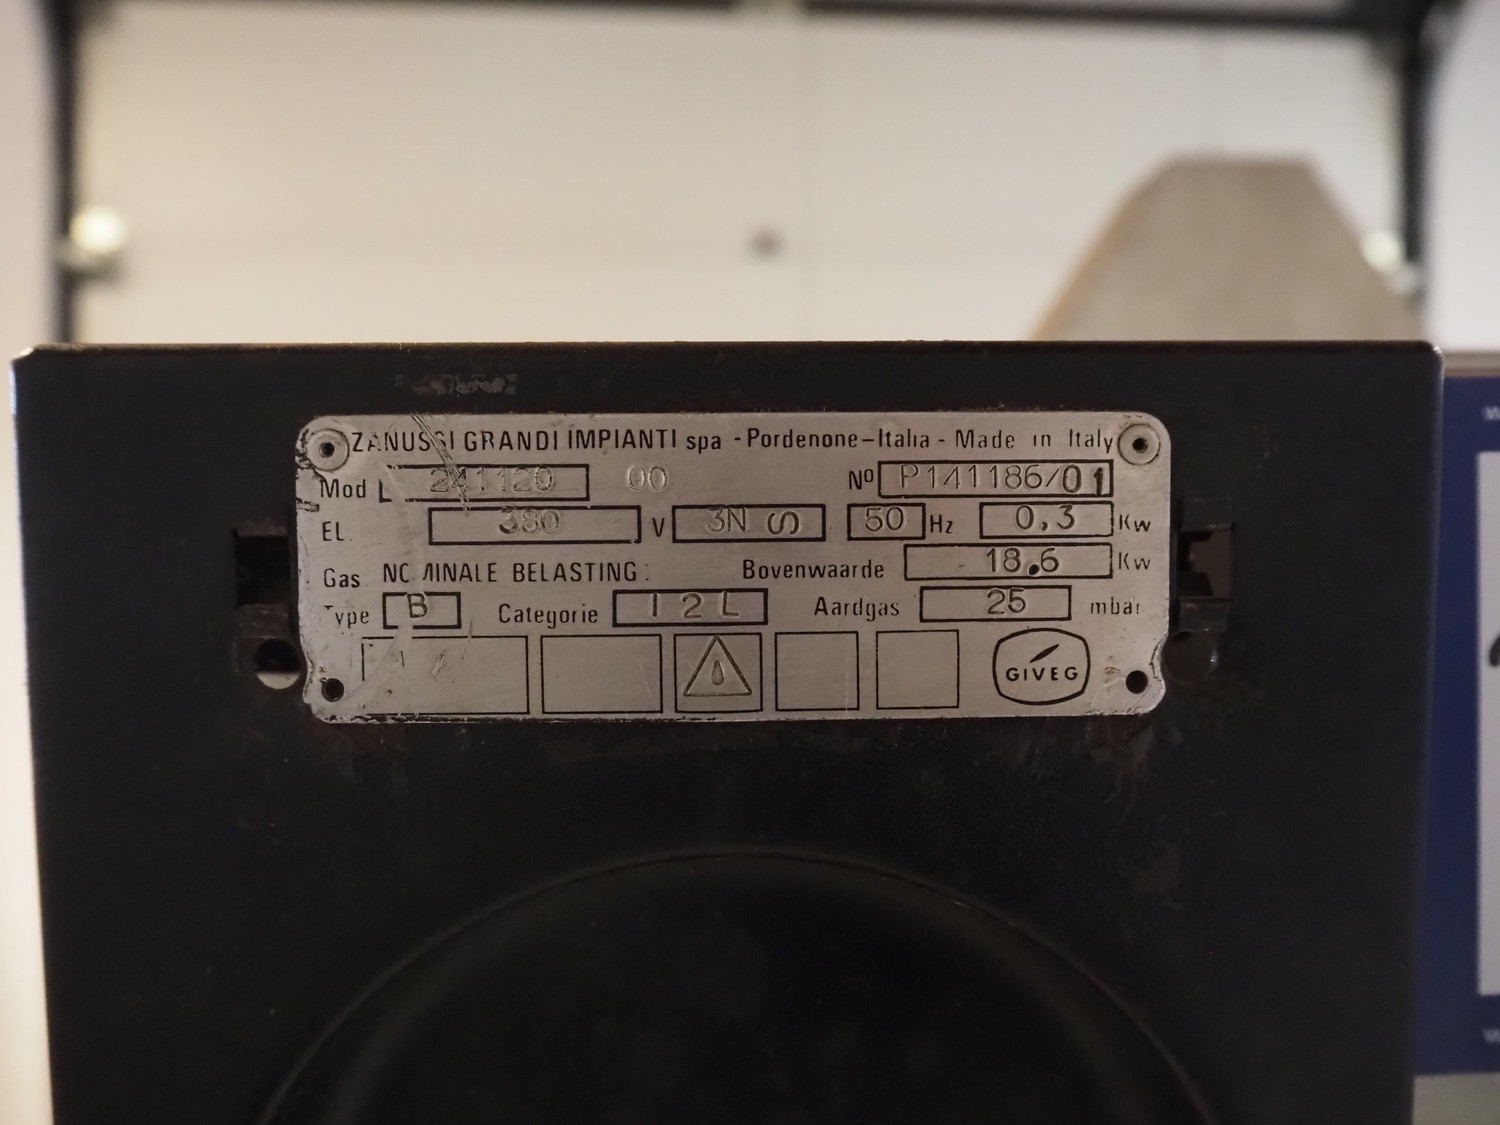 ZANUSSI GRANDI IMPIANTI spa - Pordenone-Italia - Made in Italy
Mod 241120 00 Nº P141186/01
EL. 380 V 3N 50 Hz 0,3 Kw
Gas NOMINALE BELASTING: Bovenwaarde 18,6 Kw
Type B Categorie I 2 L Aardgas 25 mbar
GIVEG